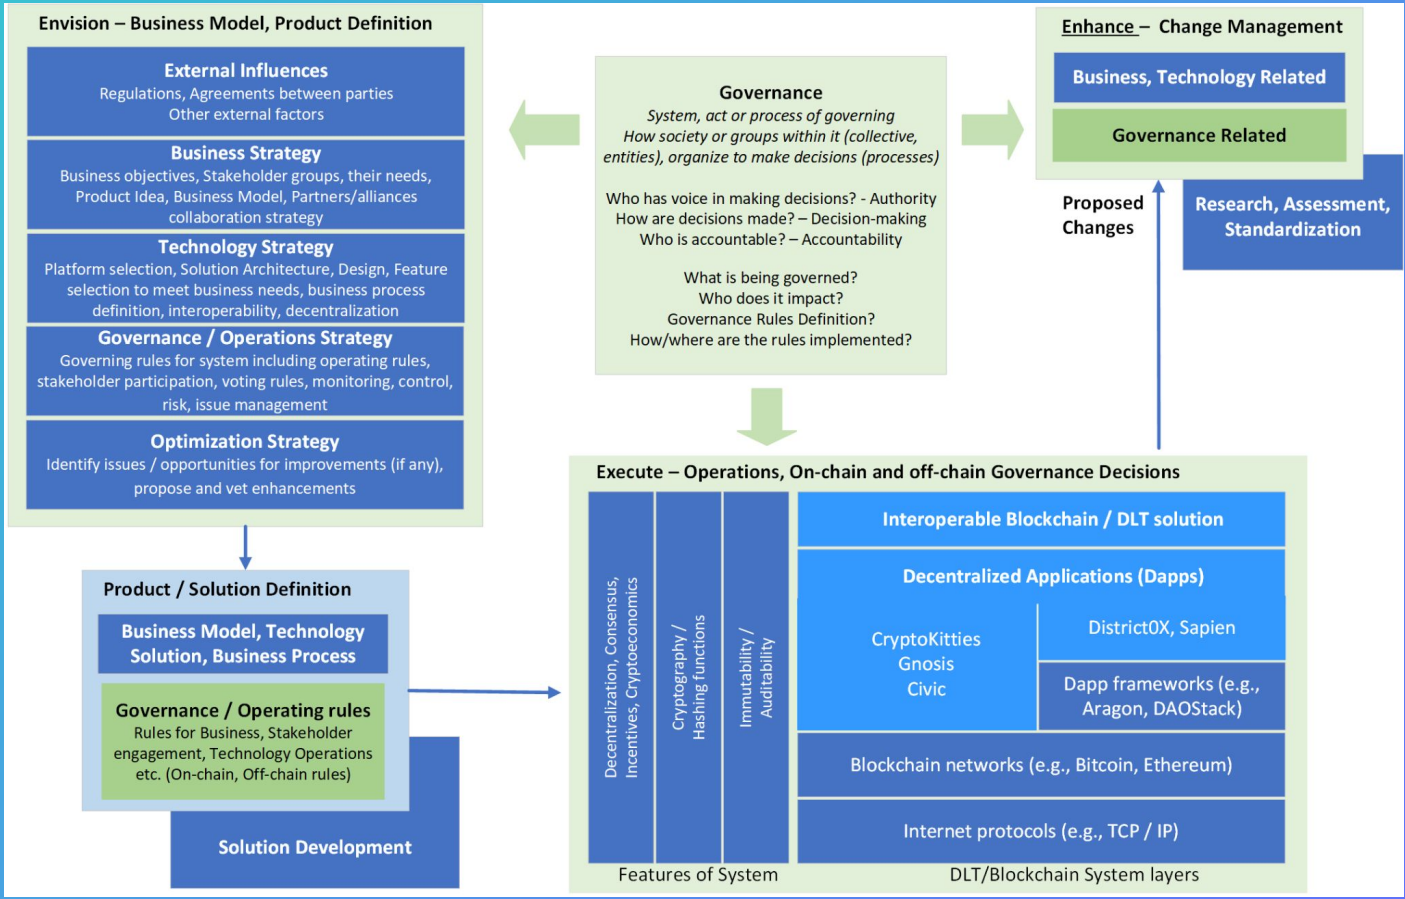 Envision – Business Model, Product Definition
External Influences
Regulations, Agreements between parties
Other external factors
Business Strategy
Business objectives, Stakeholder groups, their needs,
Product Idea, Business Model, Partners/alliances
collaboration strategy
Technology Strategy
Platform selection, Solution Architecture, Design, Feature
selection to meet business needs, business process
definition, interoperability, decentralization
Governance / Operations Strategy
Governing rules for system including operating rules,
stakeholder participation, voting rules, monitoring, control,
risk, issue management
Optimization Strategy
Identify issues / opportunities for improvements (if any),
propose and vet enhancements
Governance
System, act or process of governing
How society or groups within it (collective,
entities), organize to make decisions (processes)
Who has voice in making decisions? - Authority
How are decisions made? – Decision-making
Who is accountable? – Accountability
What is being governed?
Who does it impact?
Governance Rules Definition?
How/where are the rules implemented?
Enhance – Change Management
Business, Technology Related
Governance Related
Research, Assessment,
Standardization
Proposed
Changes
Product / Solution Definition
Business Model, Technology
Solution, Business Process
Governance / Operating rules
Rules for Business, Stakeholder
engagement, Technology Operations
etc. (On-chain, Off-chain rules)
Solution Development
Execute – Operations, On-chain and off-chain Governance Decisions
Decentralization, Consensus,
Incentives, Cryptoeconomics
Cryptography /
Hashing functions
Immutability /
Auditability
Features of System
Interoperable Blockchain / DLT solution
Decentralized Applications (Dapps)
CryptoKitties
Gnosis
Civic
District0X, Sapien
Dapp frameworks (e.g.,
Aragon, DAOStack)
Blockchain networks (e.g., Bitcoin, Ethereum)
Internet protocols (e.g., TCP / IP)
DLT/Blockchain System layers